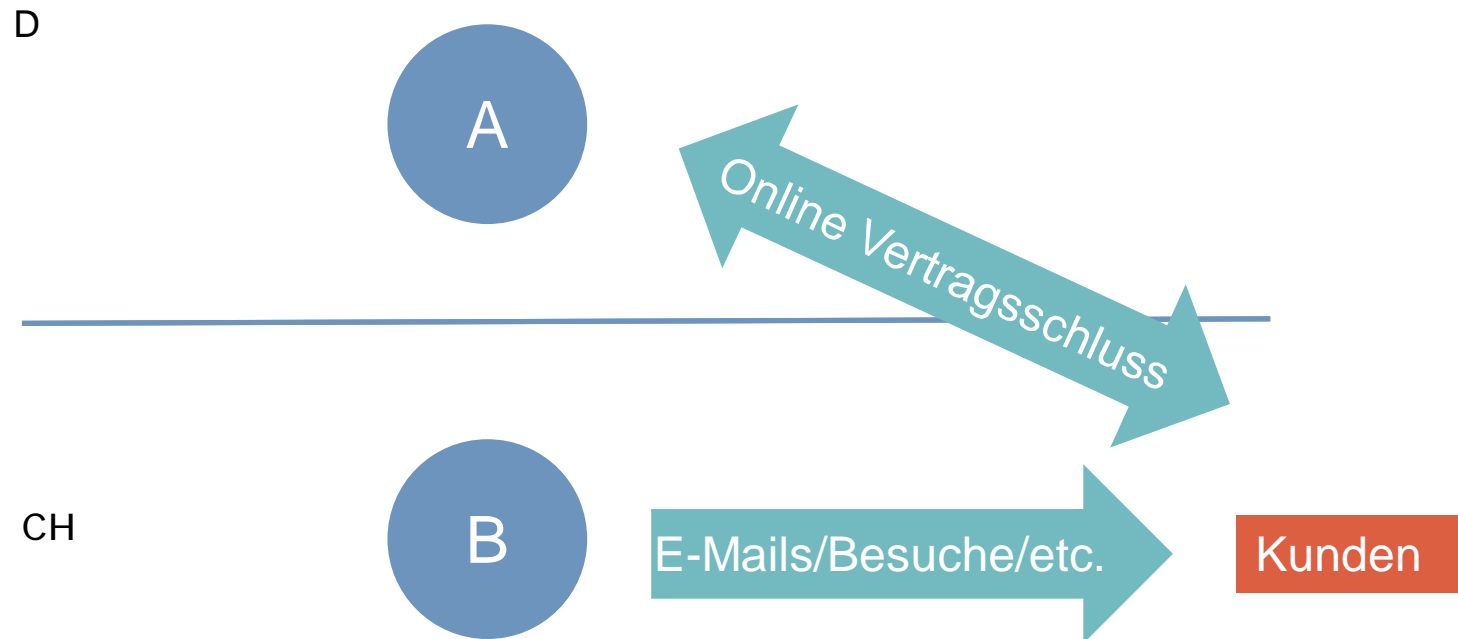 D
A
Online Vertragsschluss
CH
B
E-Mails/Besuche/etc.
Kunden